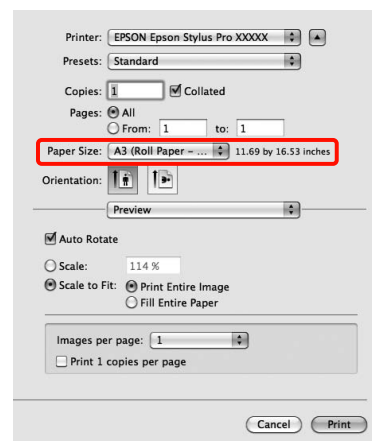 Printer: EPSON Epson Stylus Pro XXXXX
Presets: Standard
Copies: 1 Collated
Pages: All
From: 1 to: 1
Paper Size: A3 (Roll Paper – ... 11.69 by 16.53 inches
Orientation:
Preview
Auto Rotate
Scale: 114 %
Scale to Fit: Print Entire Image
Fill Entire Paper
Images per page: 1
Print 1 copies per page
Cancel Print